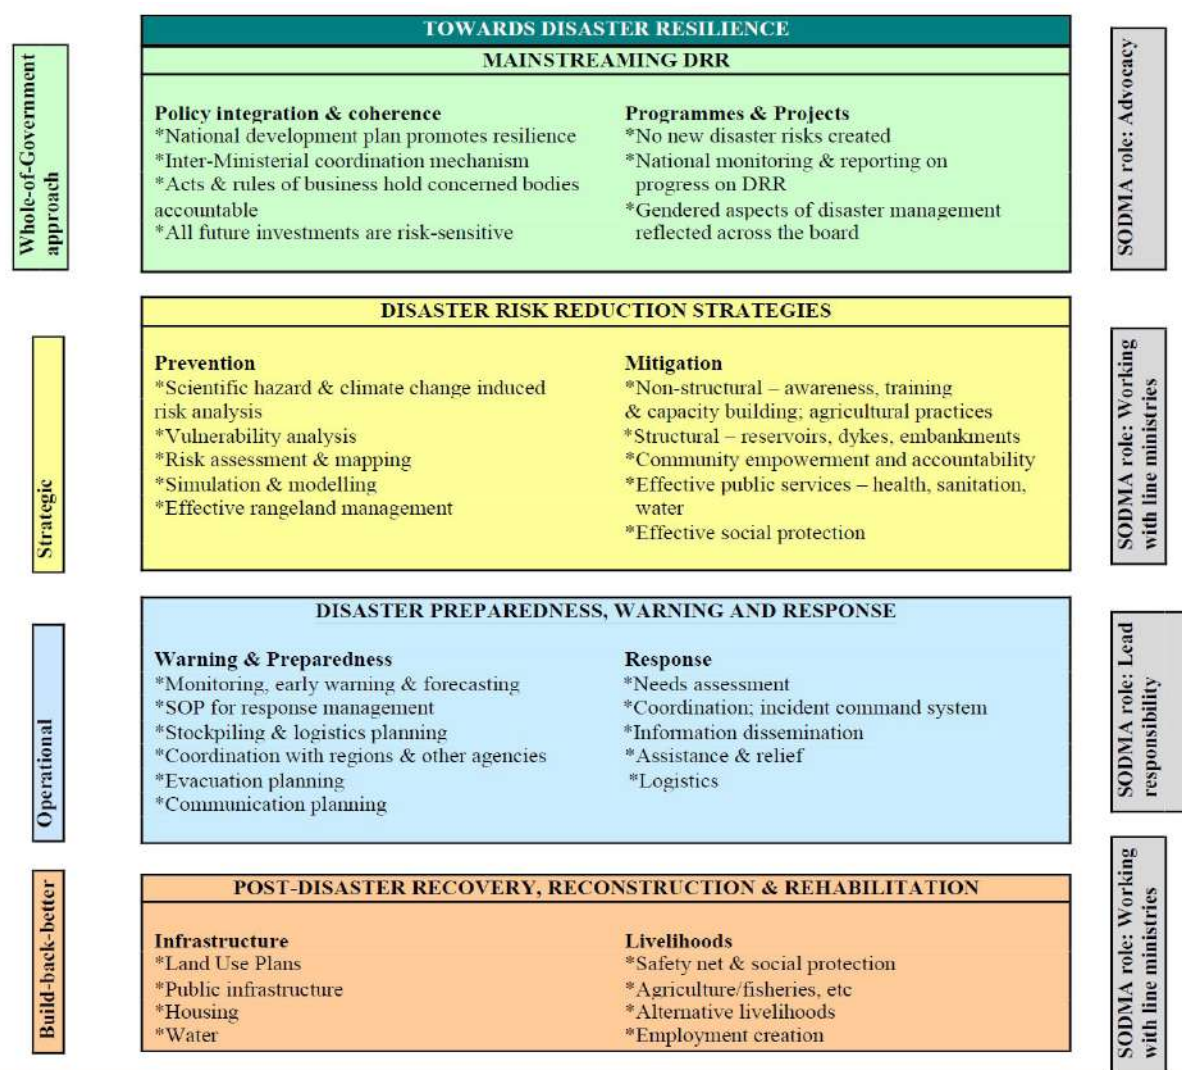 TOWARDS DISASTER RESILIENCE
MAINSTREAMING DRR
Whole-of-Government
approach
Policy integration & coherence
*National development plan promotes resilience
*Inter-Ministerial coordination mechanism
*Acts & rules of business hold concerned bodies
accountable
*All future investments are risk-sensitive
Programmes & Projects
*No new disaster risks created
*National monitoring & reporting on
progress on DRR
*Gendered aspects of disaster management
reflected across the board
SODMA role: Advocacy
DISASTER RISK REDUCTION STRATEGIES
Strategic
Prevention
*Scientific hazard & climate change induced
risk analysis
*Vulnerability analysis
*Risk assessment & mapping
*Simulation & modelling
*Effective rangeland management
Mitigation
*Non-structural – awareness, training
& capacity building; agricultural practices
*Structural – reservoirs, dykes, embankments
*Community empowerment and accountability
*Effective public services – health, sanitation,
water
*Effective social protection
SODMA role: Working
with line ministries
DISASTER PREPAREDNESS, WARNING AND RESPONSE
Operational
Warning & Preparedness
*Monitoring, early warning & forecasting
*SOP for response management
*Stockpiling & logistics planning
*Coordination with regions & other agencies
*Evacuation planning
*Communication planning
Response
*Needs assessment
*Coordination; incident command system
*Information dissemination
*Assistance & relief
*Logistics
SODMA role: Lead
responsibility
POST-DISASTER RECOVERY, RECONSTRUCTION & REHABILITATION
Build-back-better
Infrastructure
*Land Use Plans
*Public infrastructure
*Housing
*Water
Livelihoods
*Safety net & social protection
*Agriculture/fisheries, etc
*Alternative livelihoods
*Employment creation
SODMA role: Working
with line ministries